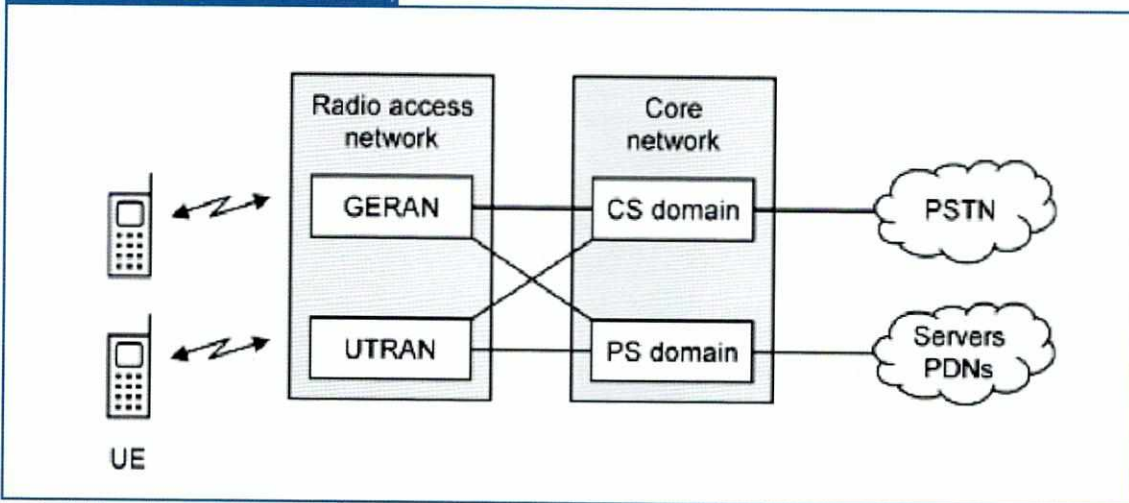 Radio access
network
Core
network
GERAN
CS domain
PSTN
UTRAN
PS domain
Servers
PDNs
UE